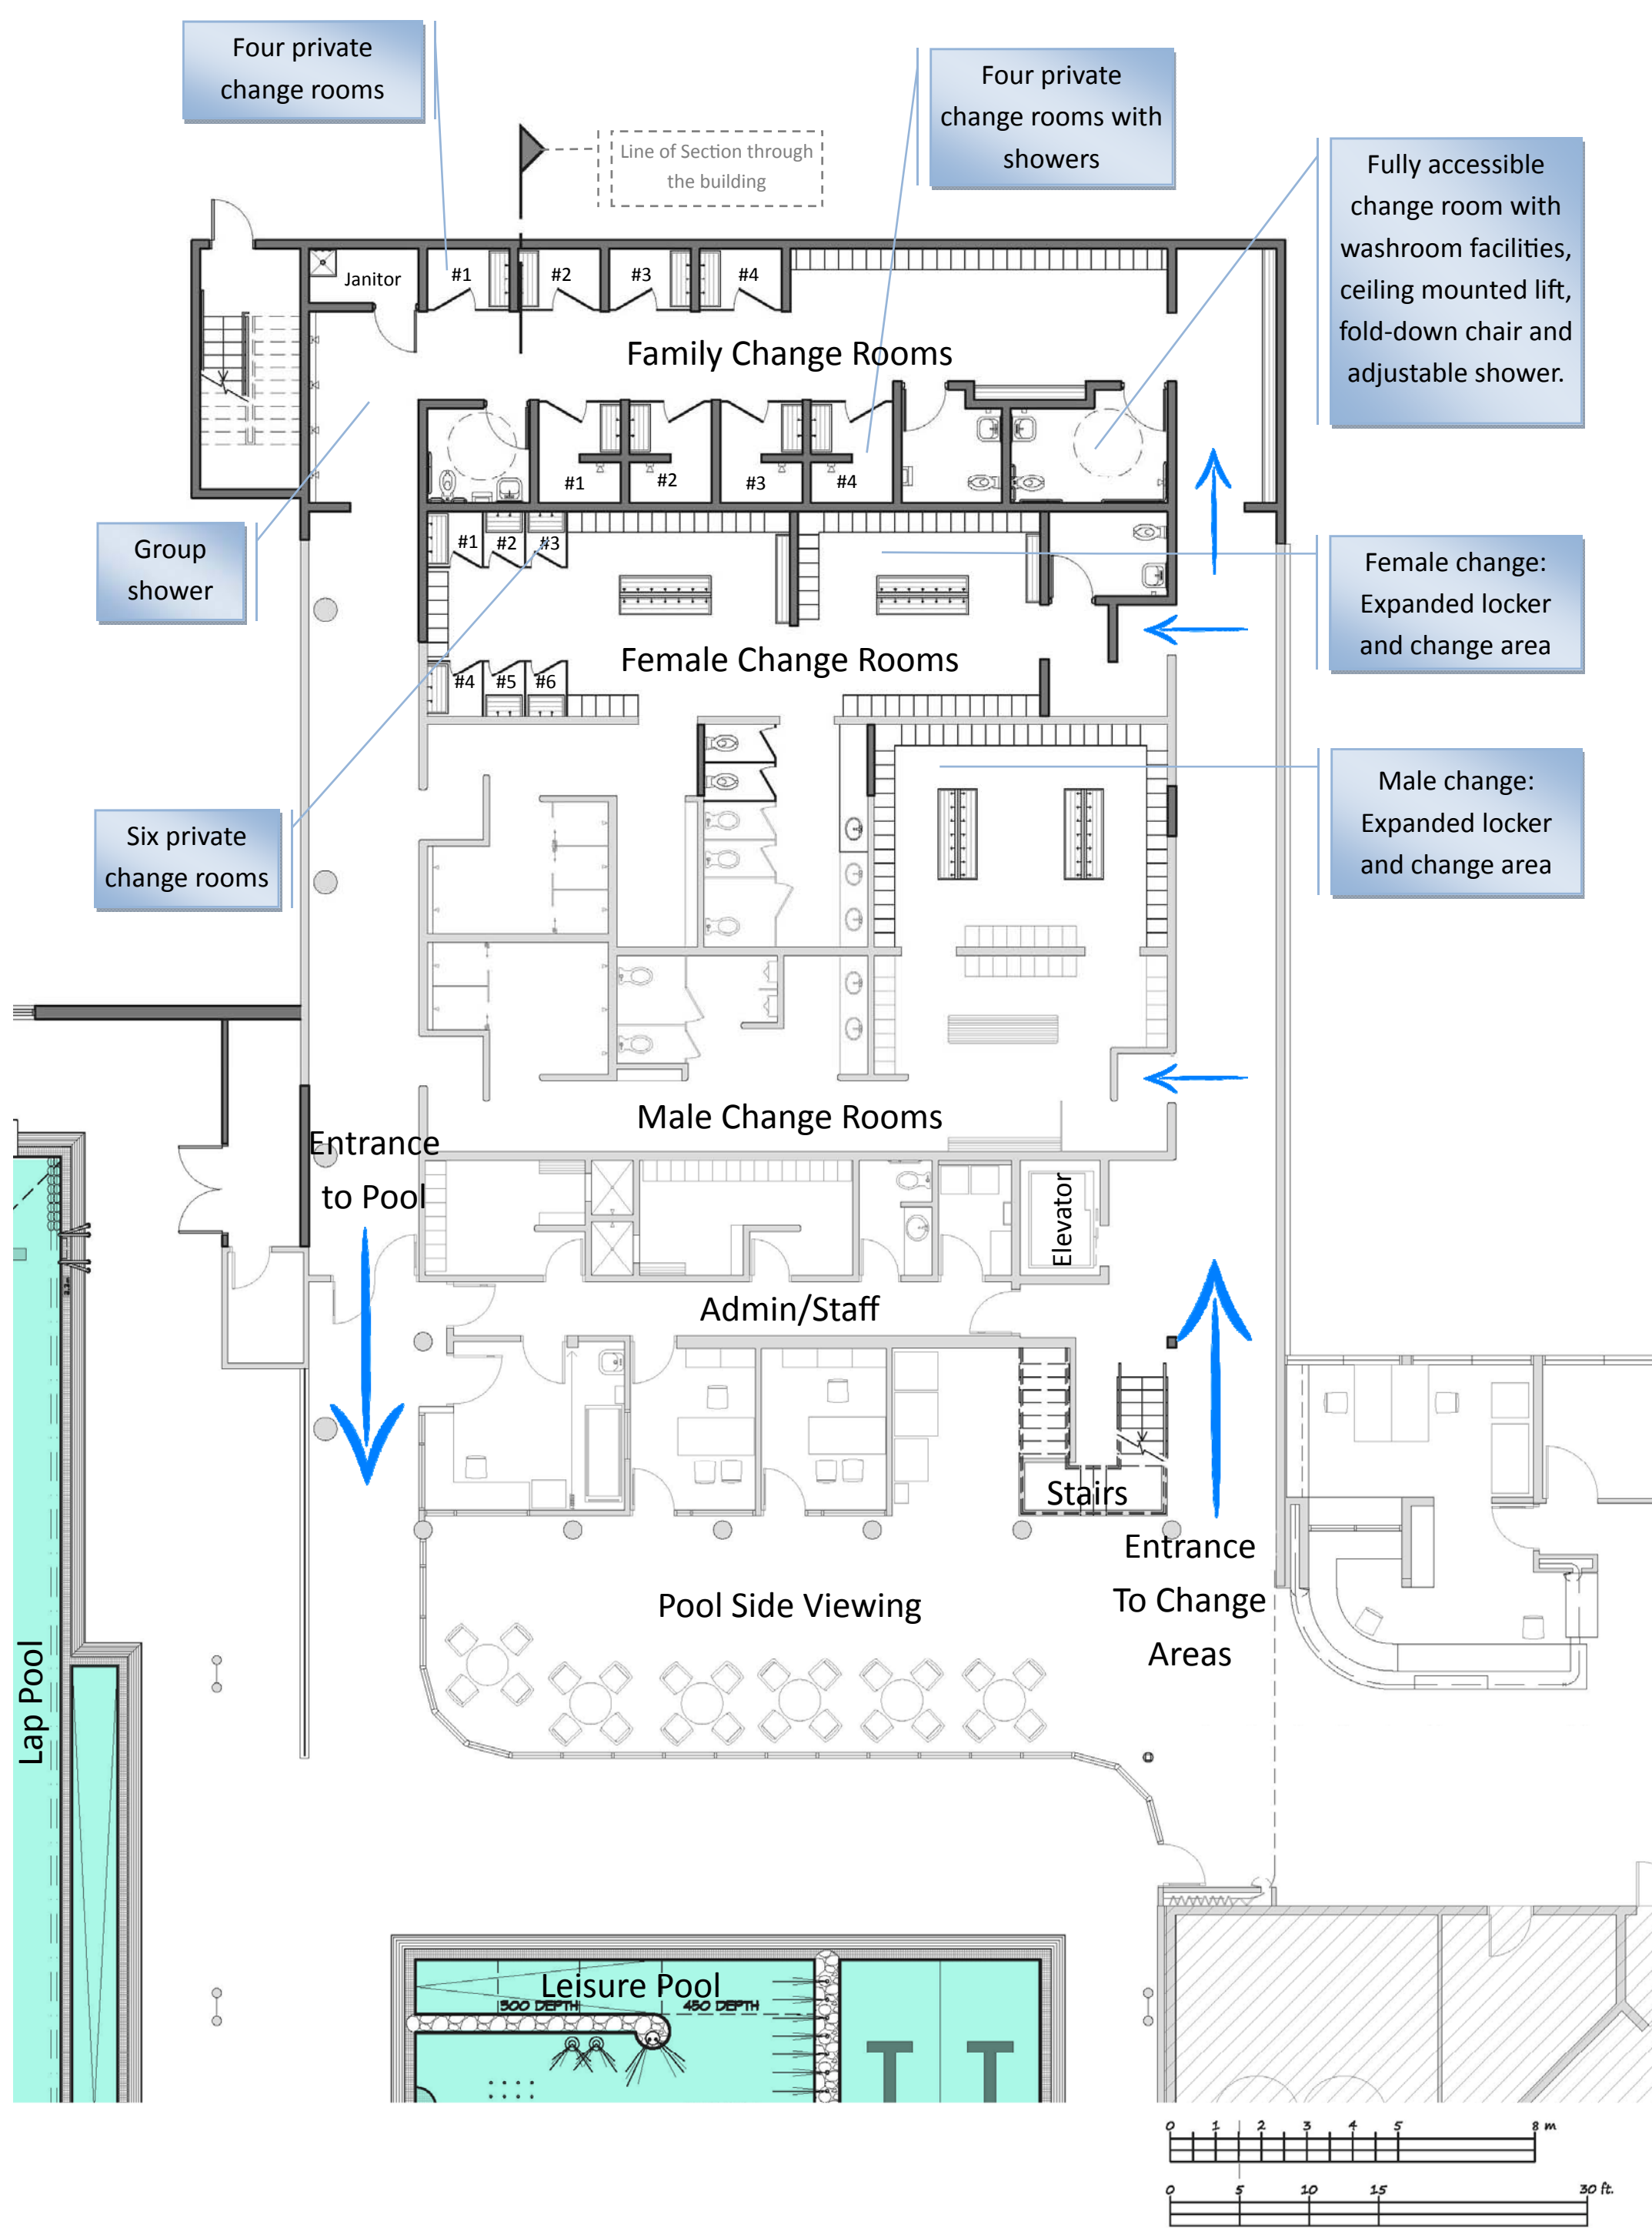 Four private
change rooms
Four private
change rooms with
showers
Line of Section through
the building
Fully accessible
change room with
washroom facilities,
ceiling mounted lift,
fold-down chair and
adjustable shower.
Janitor
#1
#2
#3
#4
Family Change Rooms
#1
#2
#3
#4
Group
shower
#1
#2
#3
Female change:
Expanded locker
and change area
Female Change Rooms
#4
#5
#6
Male change:
Expanded locker
and change area
Six private
change rooms
Male Change Rooms
Entrance
to Pool
Elevator
Admin/Staff
Stairs
Entrance
To Change
Areas
Pool Side Viewing
Lap Pool
Leisure Pool
300 DEPTH
450 DEPTH
0 1 2 3 4 5 8 m
0 5 10 15 30 ft.